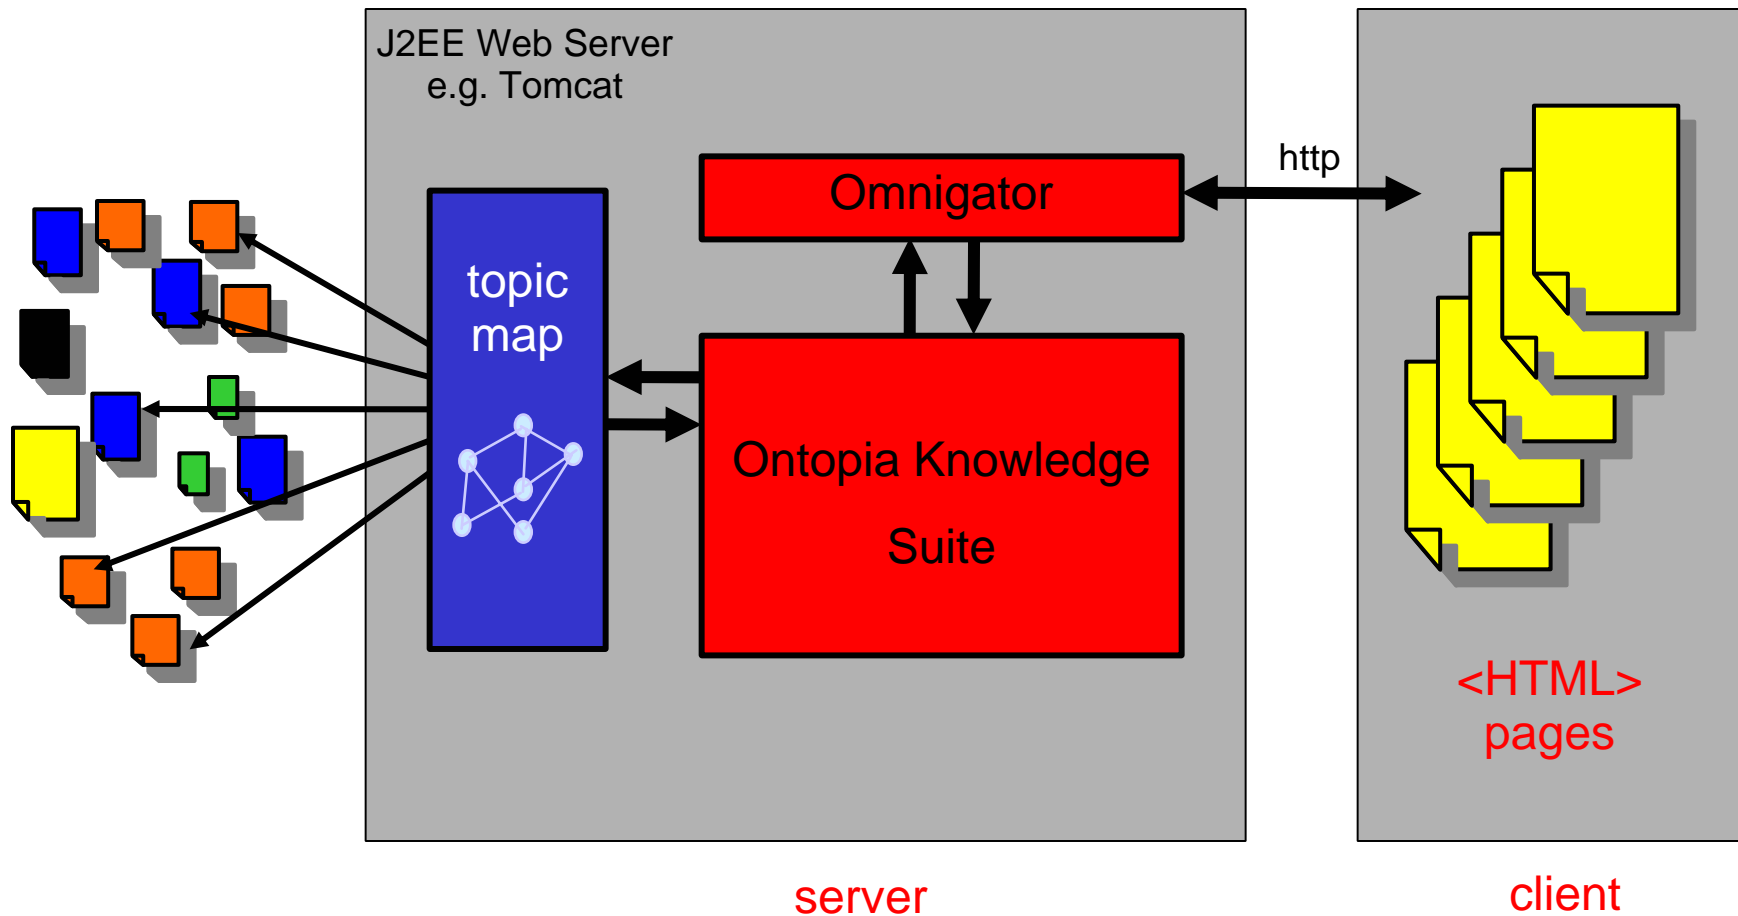 J2EE Web Server
e.g. Tomcat
Omnigator
http
topic
map
Ontopia Knowledge
Suite
<HTML>
pages
server
client